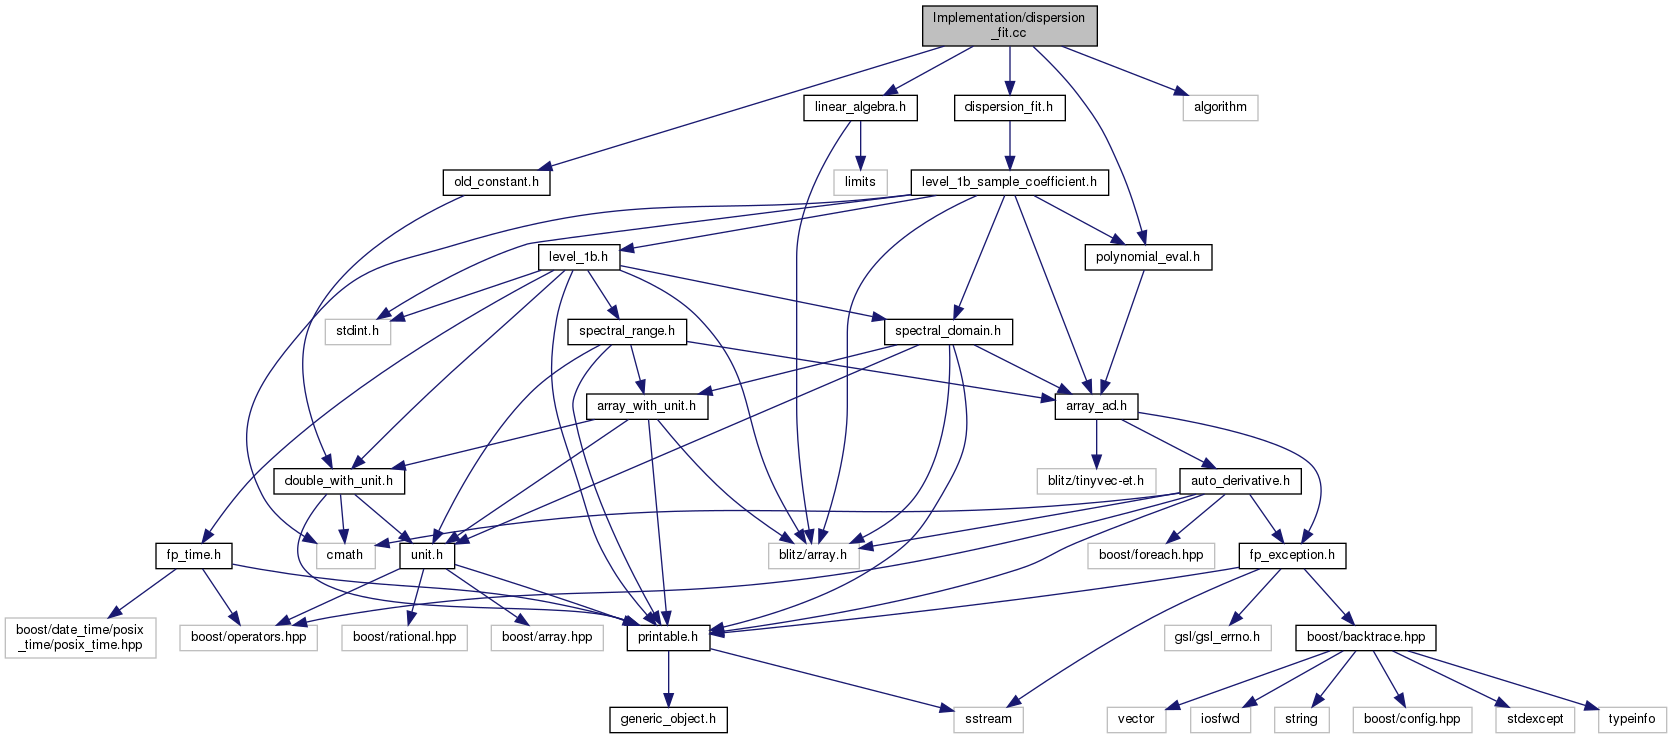 Implementation/dispersion
_fit.cc
linear_algebra.h
dispersion_fit.h
algorithm
old_constant.h
limits
level_1b_sample_coefficient.h
level_1b.h
polynomial_eval.h
stdint.h
spectral_range.h
spectral_domain.h
array_with_unit.h
array_ad.h
double_with_unit.h
blitz/tinyvec-et.h
auto_derivative.h
fp_time.h
cmath
unit.h
blitz/array.h
boost/foreach.hpp
fp_exception.h
boost/date_time/posix
_time/posix_time.hpp
boost/operators.hpp
boost/rational.hpp
boost/array.hpp
printable.h
gsl/gsl_errno.h
boost/backtrace.hpp
generic_object.h
sstream
vector
iosfwd
string
boost/config.hpp
stdexcept
typeinfo